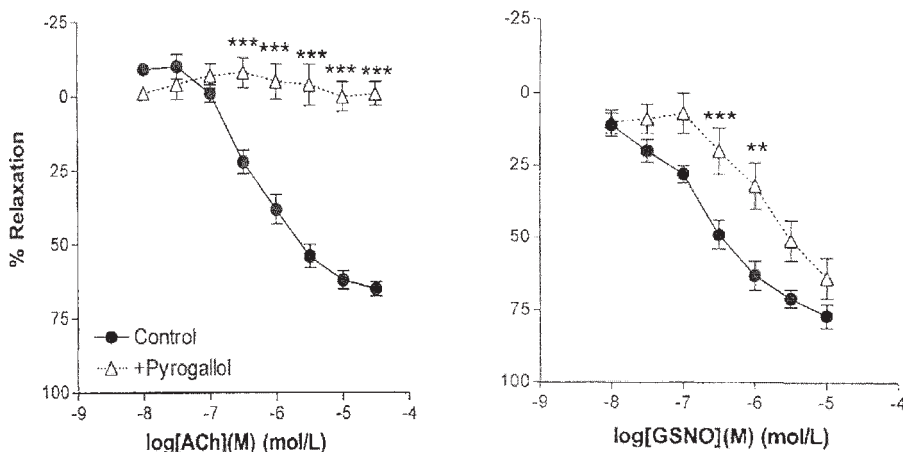 -25
0
25
50
75
100
% Relaxation
*** *** *** *** ***
Control
+Pyrogallol
-9 -8 -7 -6 -5 -4
log[ACh](M) (mol/L)
-25
0
25
50
75
100
*** **
-9 -8 -7 -6 -5 -4
log[GSNO](M) (mol/L)